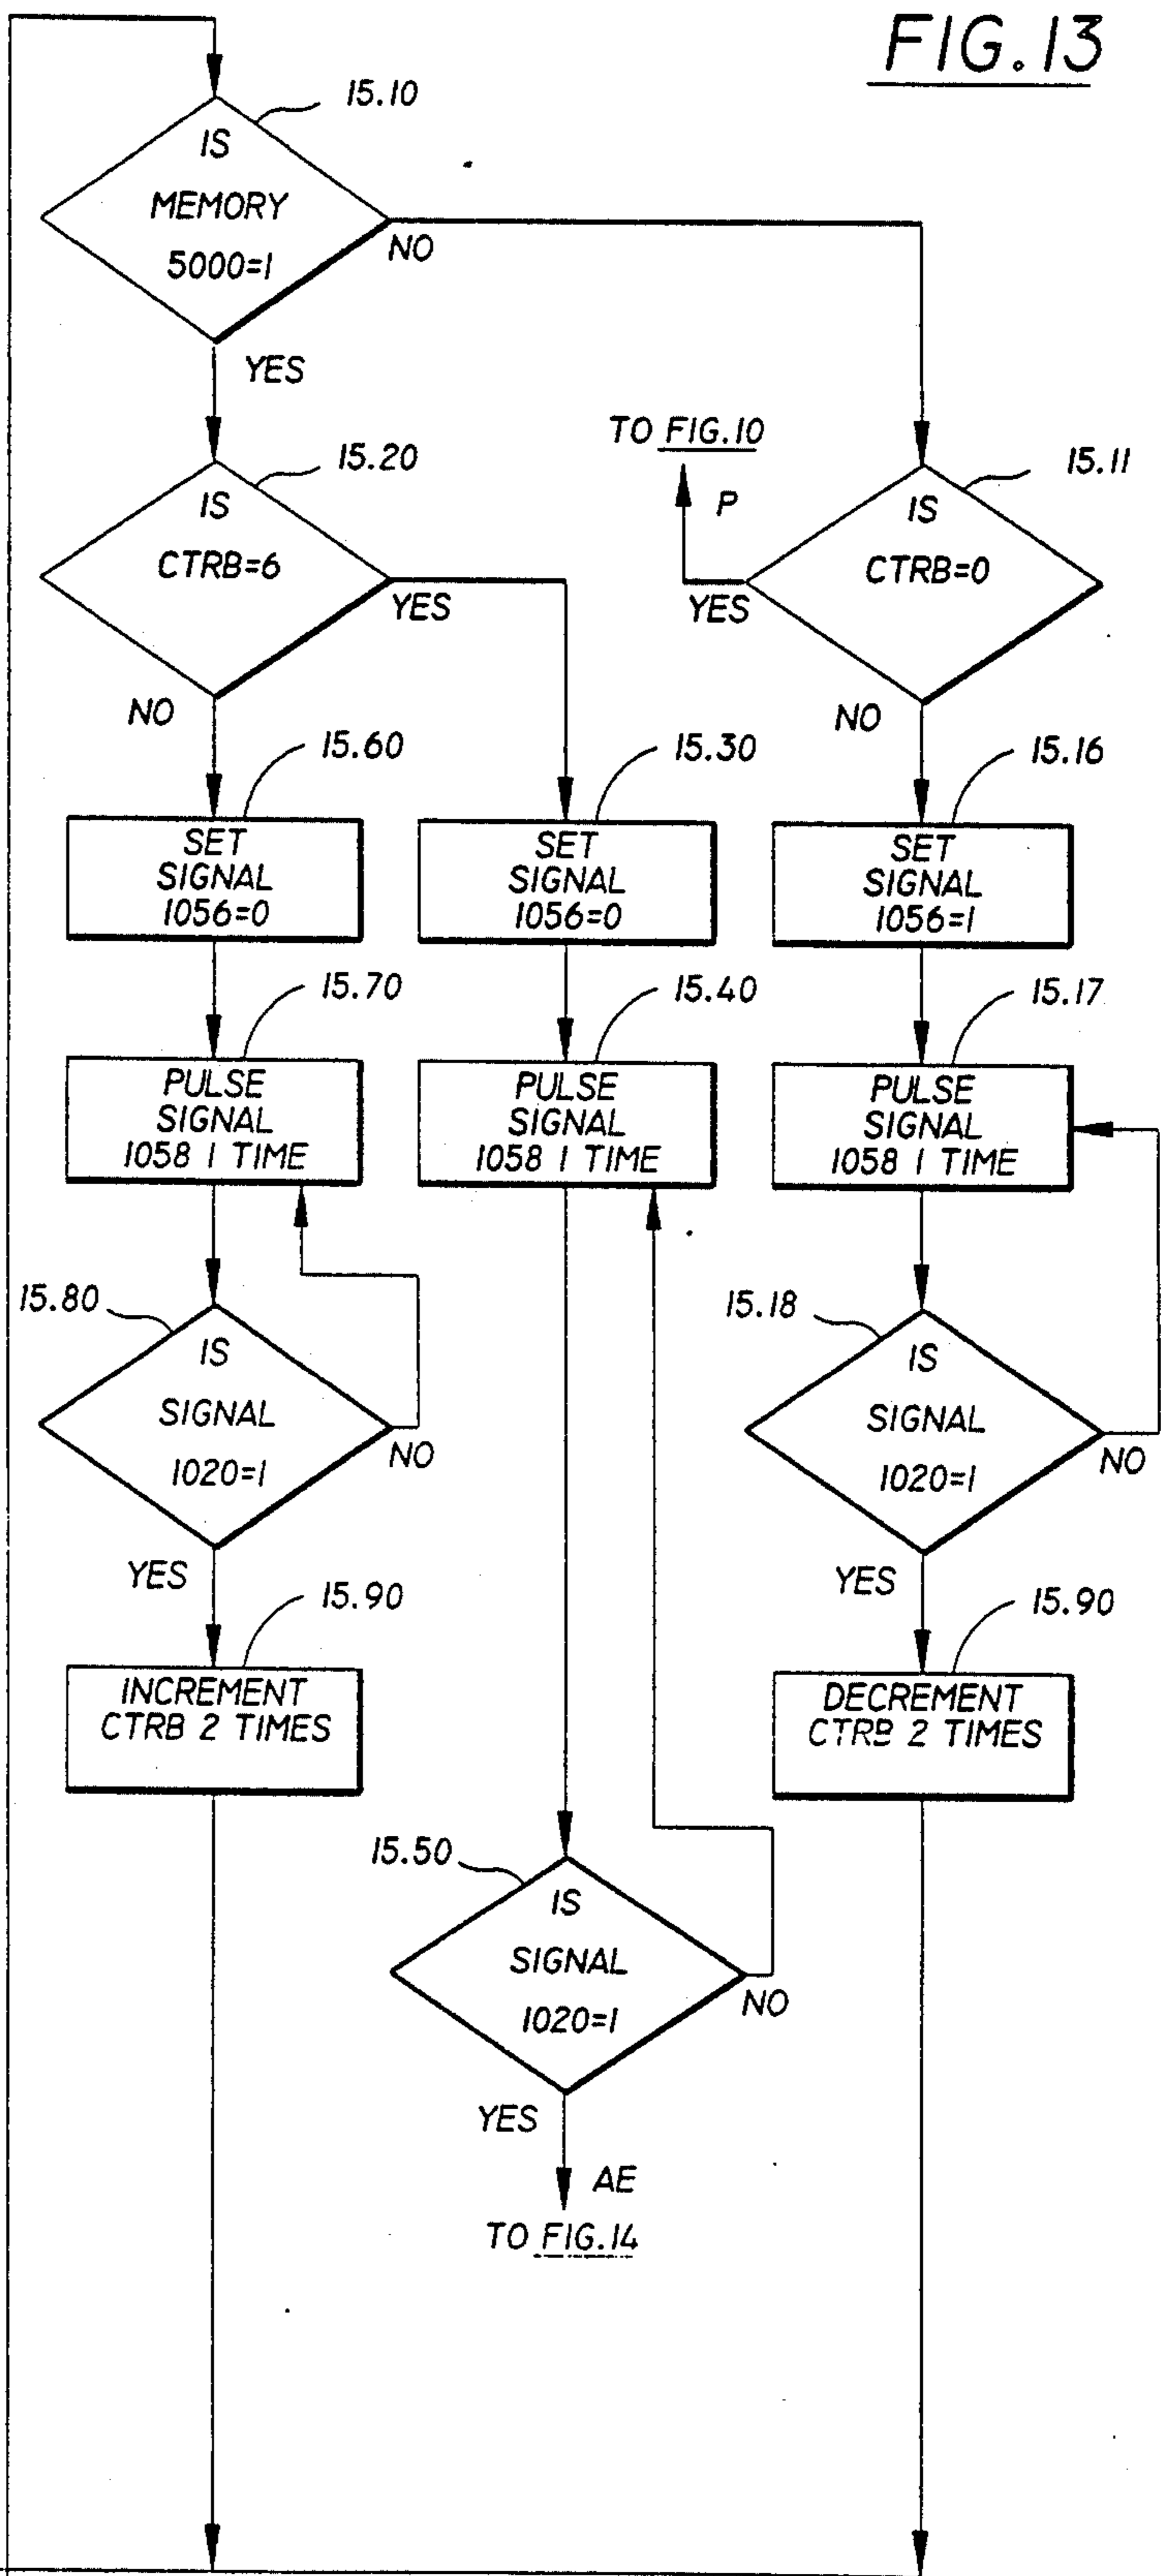 FIG.13
15.10
IS
MEMORY
5000=1
NO
YES
TO FIG.10
P
15.20
IS
CTRB=6
YES
NO
15.11
IS
CTRB=0
YES
NO
15.60
SET
SIGNAL
1056=0
15.30
SET
SIGNAL
1056=0
15.16
SET
SIGNAL
1056=1
15.70
PULSE
SIGNAL
1058 1 TIME
15.40
PULSE
SIGNAL
1058 1 TIME
15.17
PULSE
SIGNAL
1058 1 TIME
15.80
IS
SIGNAL
1020=1
NO
YES
15.18
IS
SIGNAL
1020=1
NO
YES
15.90
INCREMENT
CTRB 2 TIMES
15.90
DECREMENT
CTRB 2 TIMES
15.50
IS
SIGNAL
1020=1
NO
YES
AE
TO FIG.14